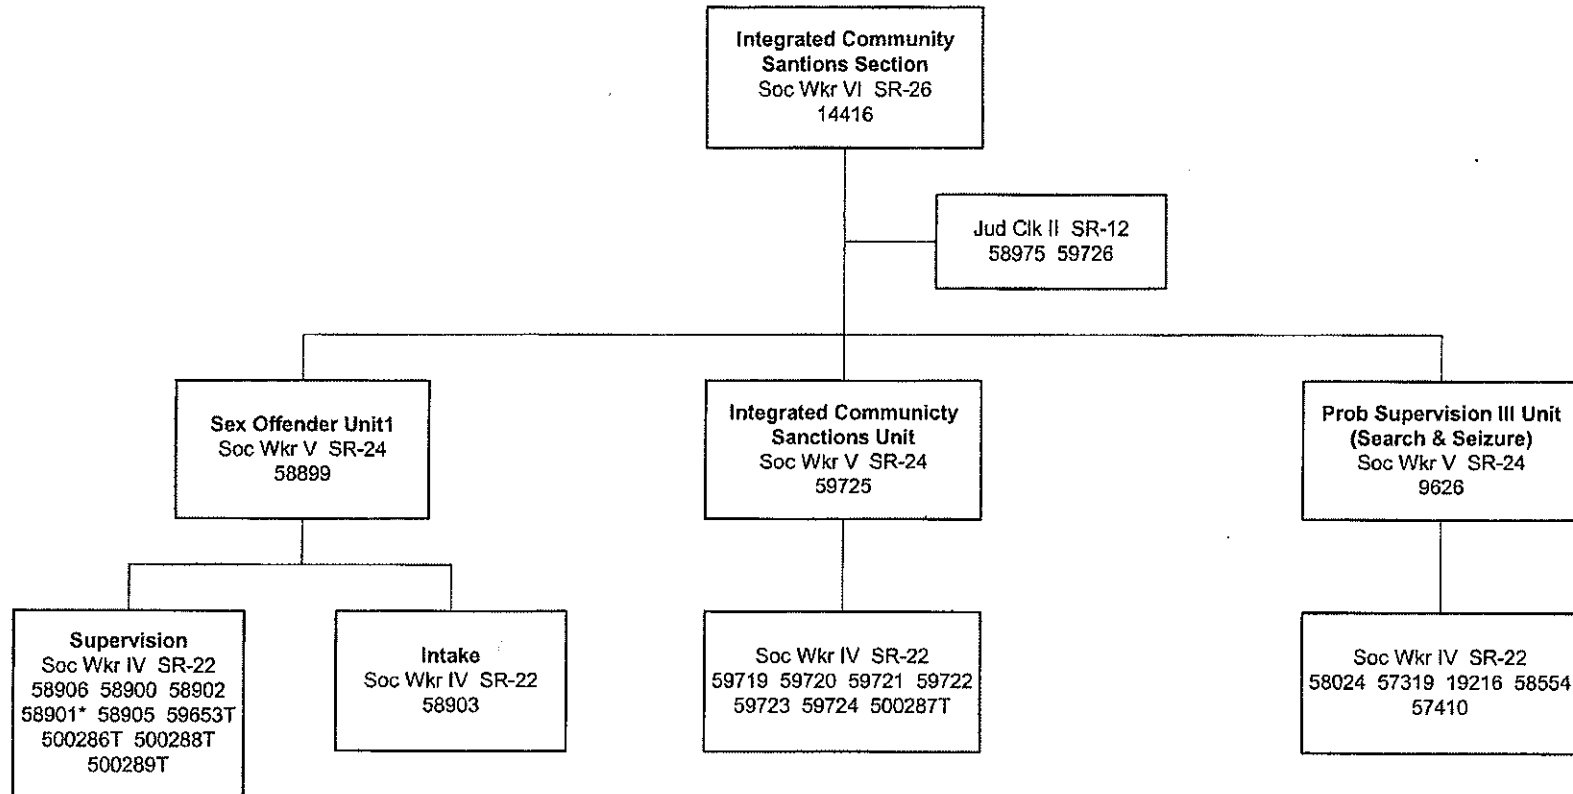 Integrated Community
Santions Section
Soc Wkr VI SR-26
14416
Jud Clk II SR-12
58975 59726
Sex Offender Unit1
Soc Wkr V SR-24
58899
Integrated Communicty
Sanctions Unit
Soc Wkr V SR-24
59725
Prob Supervision III Unit
(Search & Seizure)
Soc Wkr V SR-24
9626
Supervision
Soc Wkr IV SR-22
58906 58900 58902
58901* 58905 59653T
500286T 500288T
500289T
Intake
Soc Wkr IV SR-22
58903
Soc Wkr IV SR-22
59719 59720 59721 59722
59723 59724 500287T
Soc Wkr IV SR-22
58024 57319 19216 58554
57410